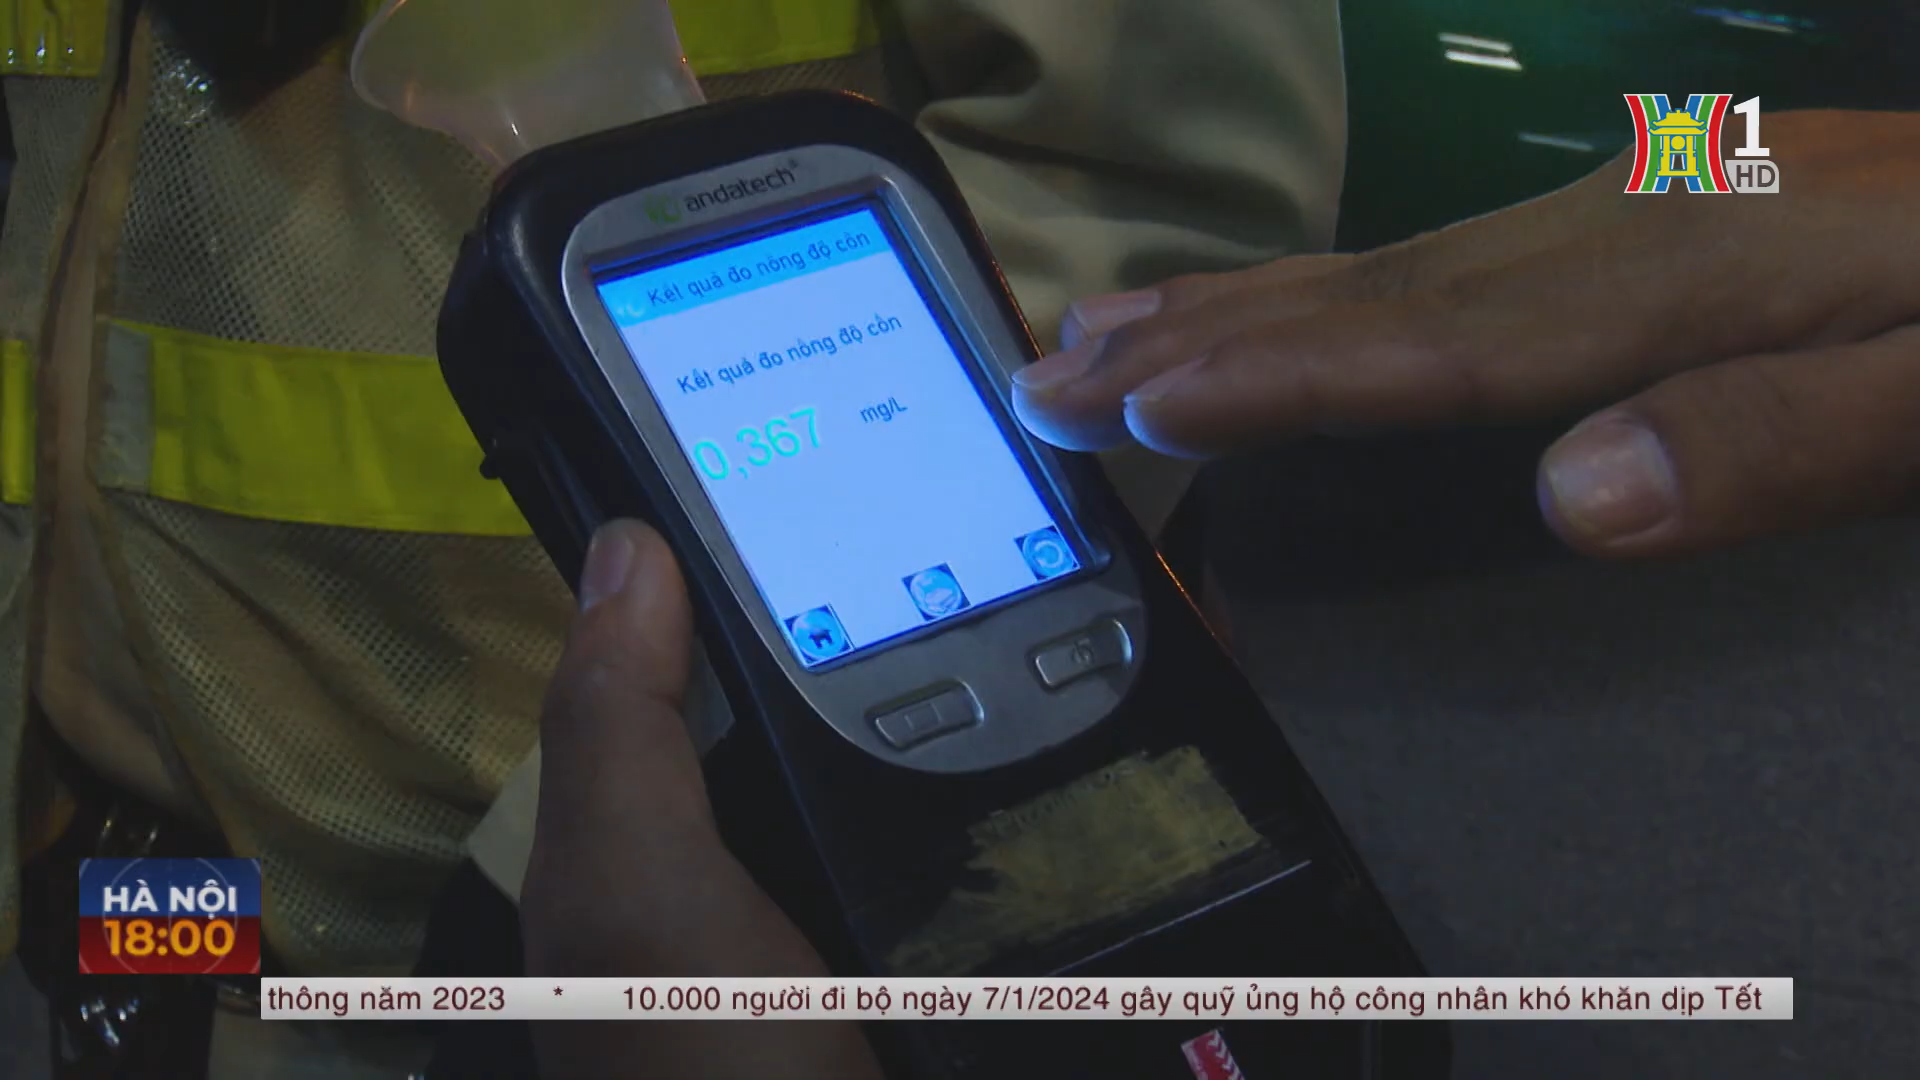 1
HD
andatech®
Kết quả đo nồng độ cồn
Kết quả đo nồng độ cồn
0,367 mg/L
HÀ NỘI
18:00
thông năm 2023 * 10.000 người đi bộ ngày 7/1/2024 gây quỹ ủng hộ công nhân khó khăn dịp Tết